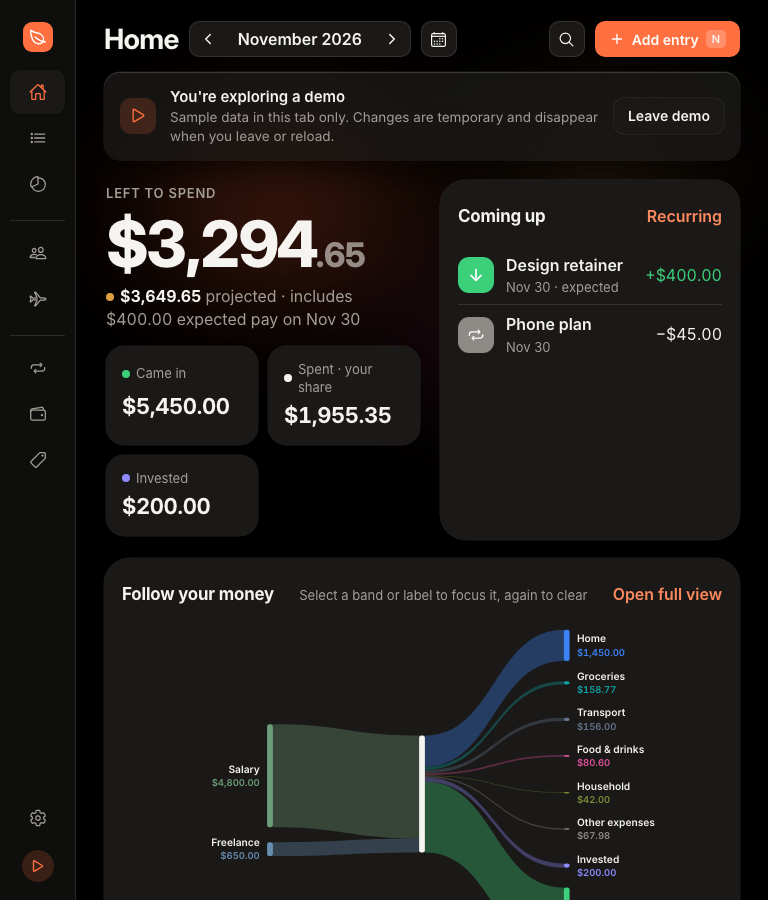 Home
November 2026
Add entry N
You're exploring a demo
Sample data in this tab only. Changes are temporary and disappear
when you leave or reload.
Leave demo
LEFT TO SPEND
$3,294.65
$3,649.65 projected · includes
$400.00 expected pay on Nov 30
Came in
$5,450.00
Spent · your
share
$1,955.35
Invested
$200.00
Coming up
Recurring
Design retainer
Nov 30 · expected
+$400.00
Phone plan
Nov 30
−$45.00
Follow your money
Select a band or label to focus it, again to clear
Open full view
Salary
$4,800.00
Freelance
$650.00
Home
$1,450.00
Groceries
$158.77
Transport
$156.00
Food & drinks
$80.60
Household
$42.00
Other expenses
$67.98
Invested
$200.00